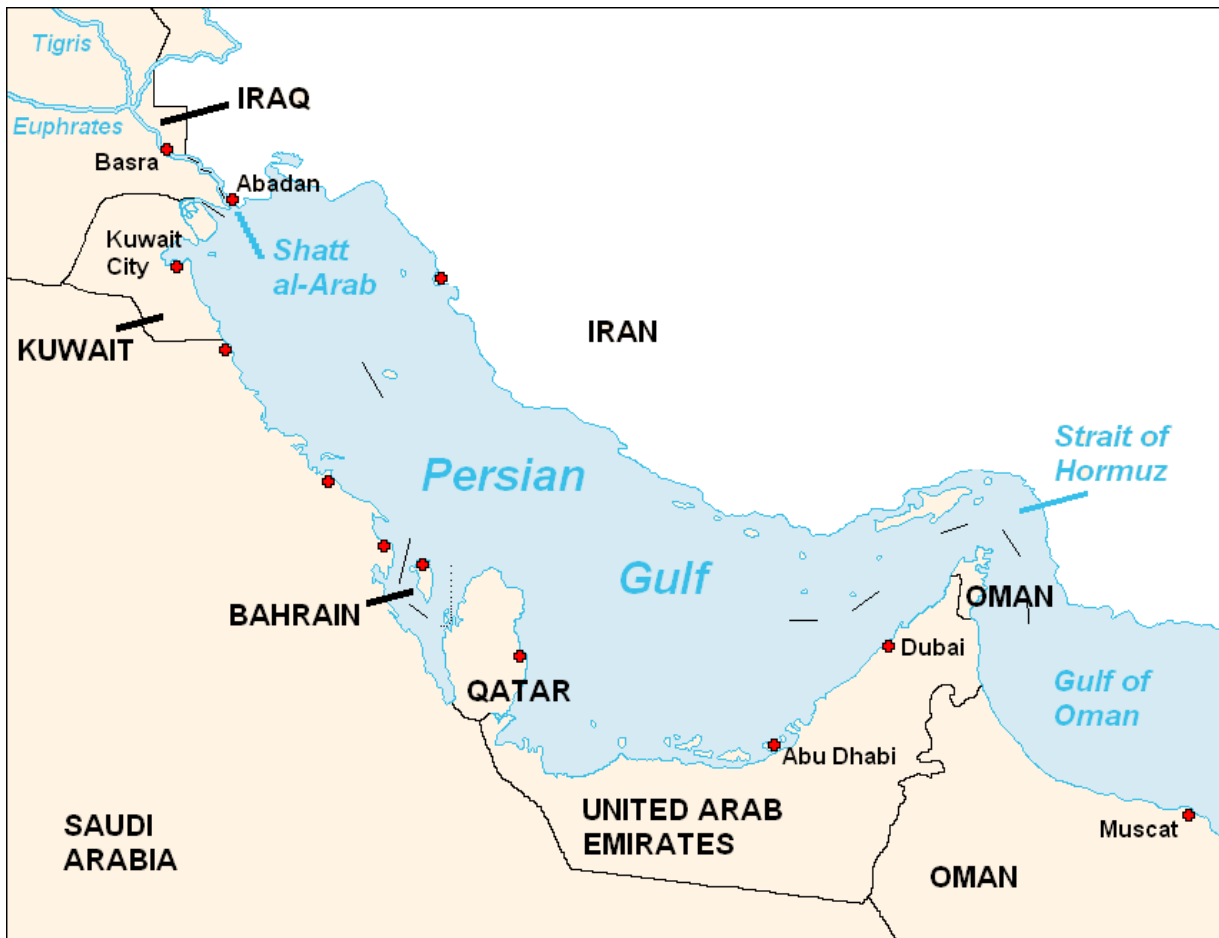 Tigris
IRAQ
Euphrates
Basra
Abadan
Kuwait
City
Shatt
al-Arab
KUWAIT
IRAN
Strait of
Hormuz
Persian
Gulf
BAHRAIN
OMAN
Dubai
QATAR
Gulf of
Oman
Abu Dhabi
UNITED ARAB
EMIRATES
SAUDI
ARABIA
Muscat
OMAN